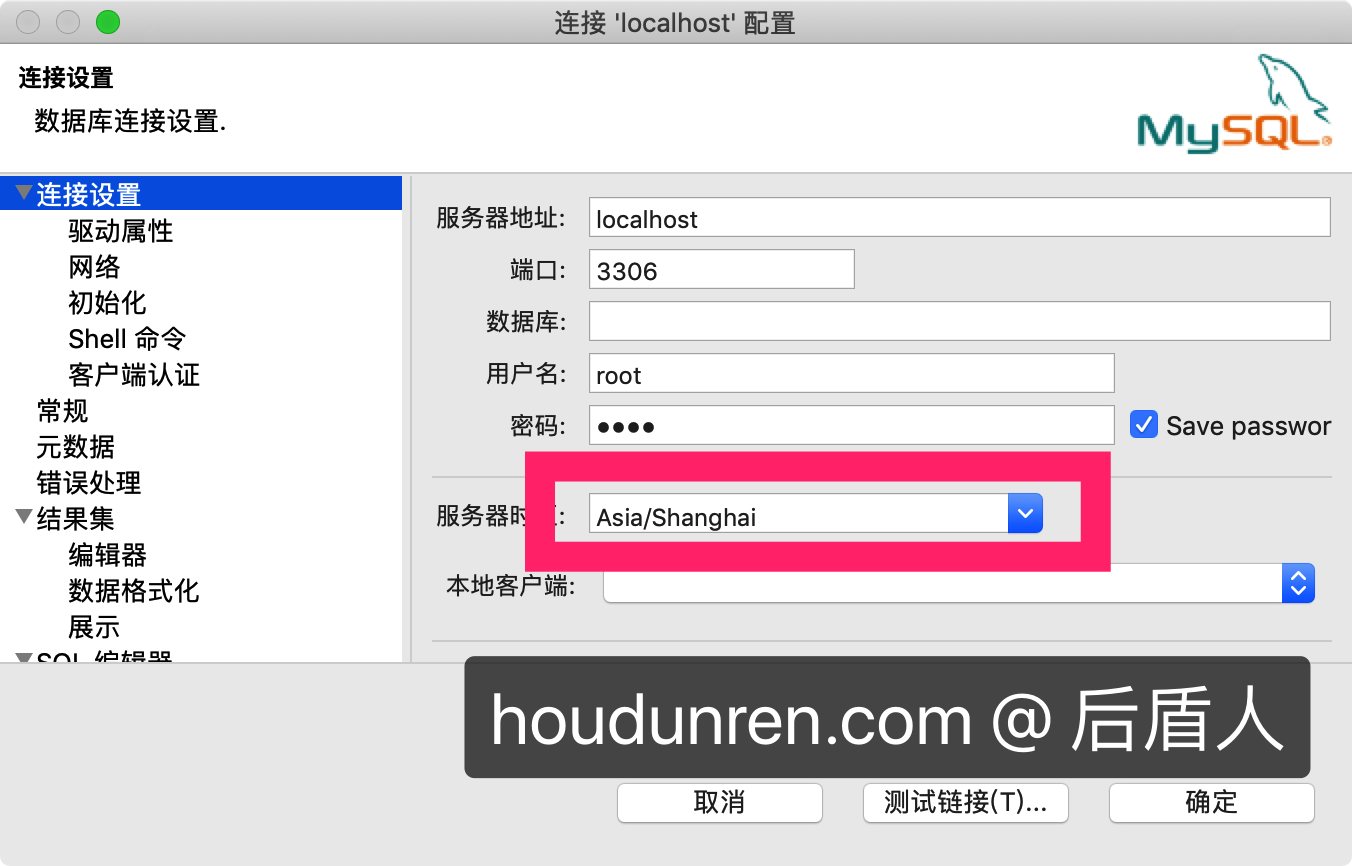 连接 'localhost' 配置
连接设置
数据库连接设置.
MySQL®
连接设置
驱动属性
网络
初始化
Shell 命令
客户端认证
常规
元数据
错误处理
结果集
编辑器
数据格式化
展示
SQL 编辑器
服务器地址: localhost
端口: 3306
数据库:
用户名: root
密码: ●●●● Save passwor
服务器时 : Asia/Shanghai
本地客户端:
houdunren.com @ 后盾人
取消 测试链接(T)... 确定